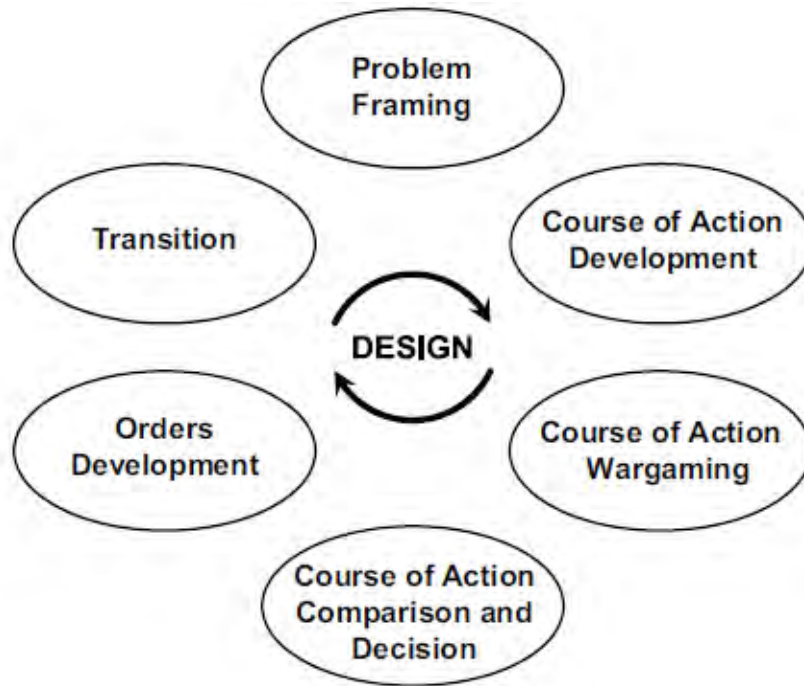 Problem
Framing
Course of Action
Development
Course of Action
Wargaming
Course of Action
Comparison and
Decision
Orders
Development
Transition
DESIGN